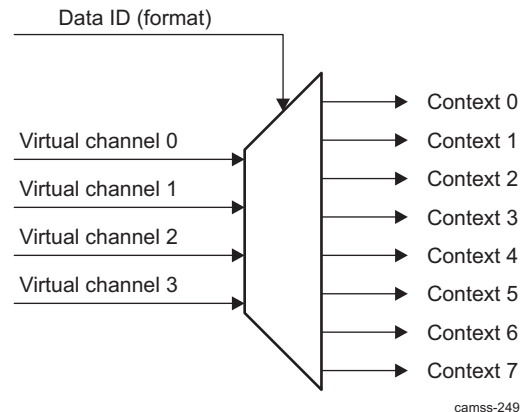 Data ID (format)
Virtual channel 0
Virtual channel 1
Virtual channel 2
Virtual channel 3
Context 0
Context 1
Context 2
Context 3
Context 4
Context 5
Context 6
Context 7
camss-249